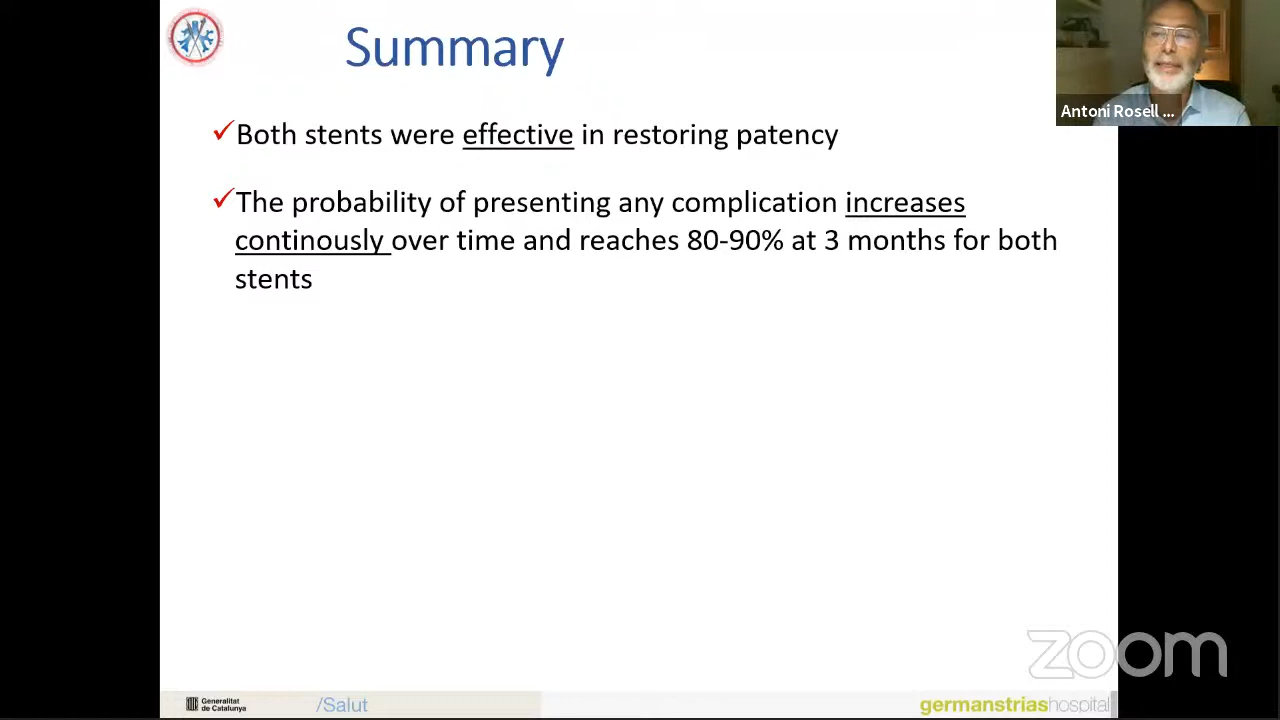 Summary
Antoni Rosell ...
✓Both stents were effective in restoring patency
✓The probability of presenting any complication increases
continously over time and reaches 80-90% at 3 months for both
stents
zoom
Generalitat
de Catalunya
/Salut
germanstriashospital